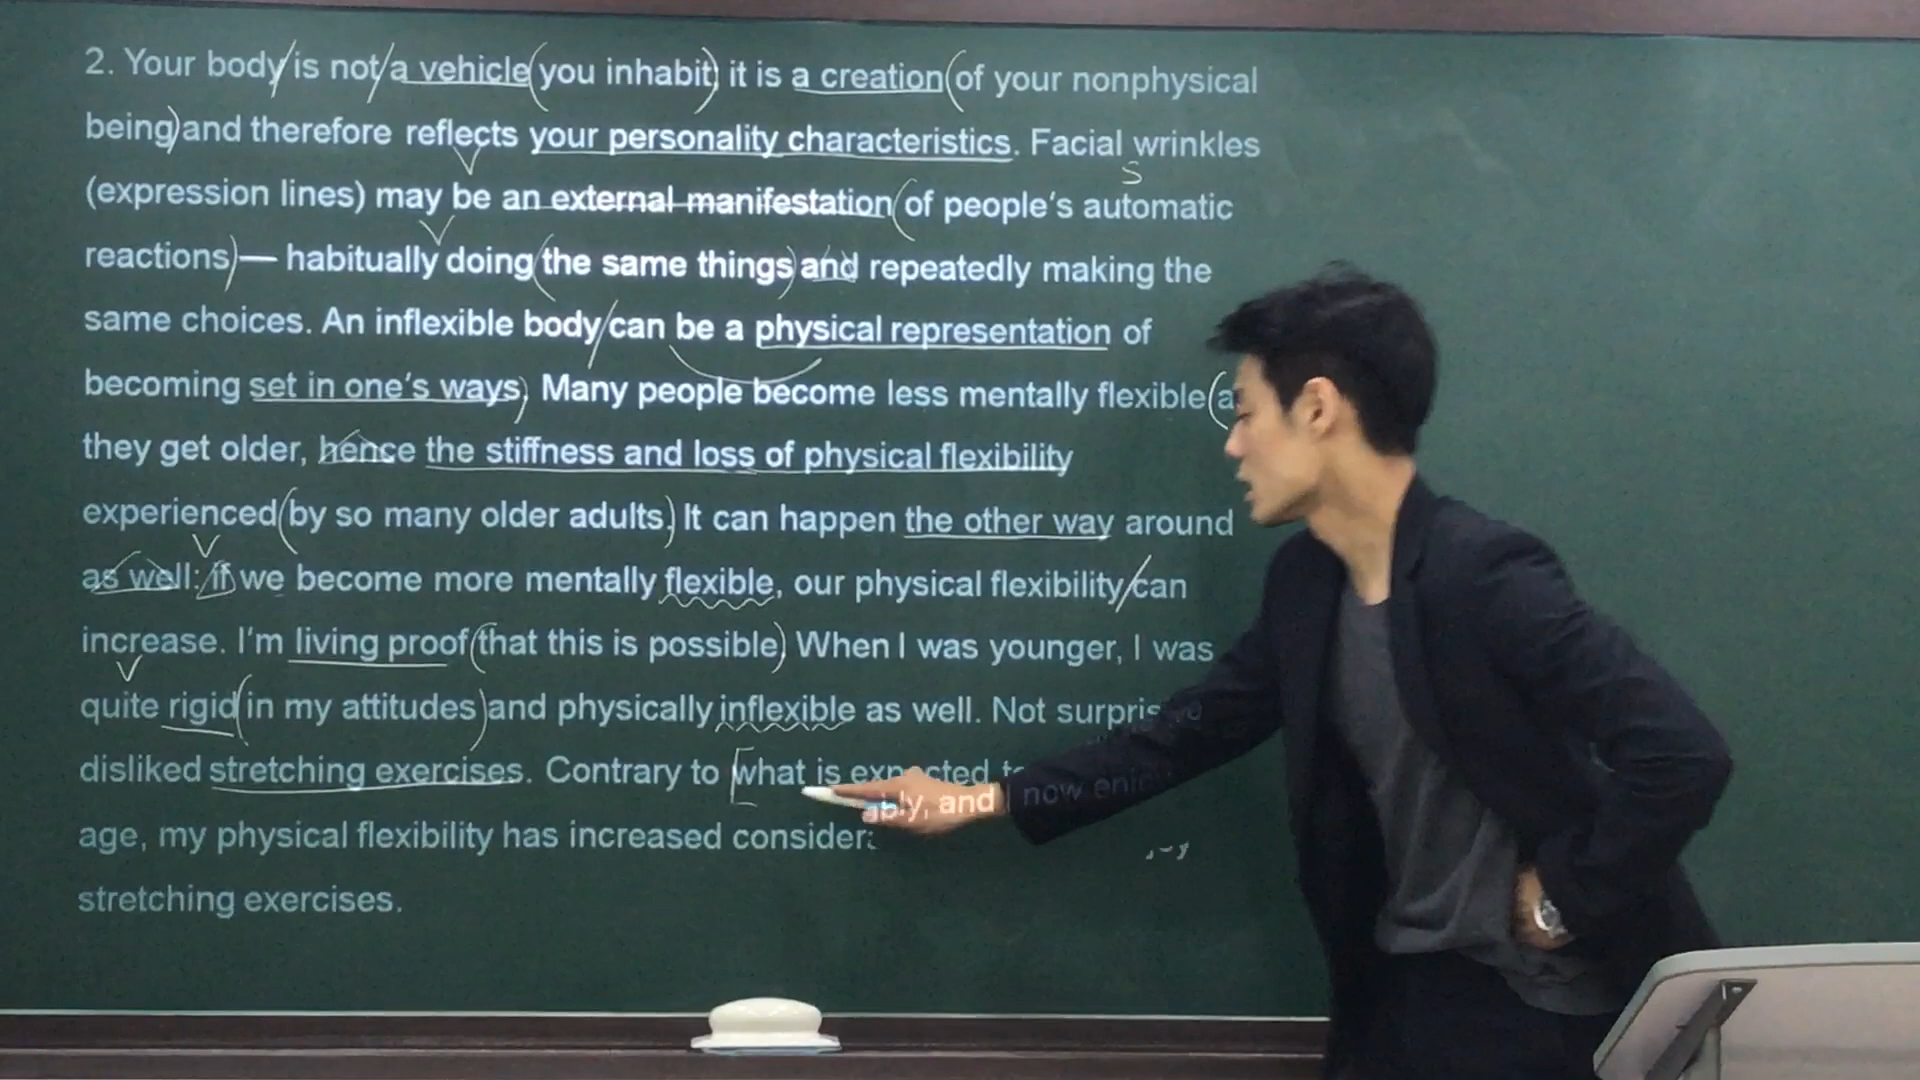 2. Your body is not a vehicle you inhabit; it is a creation of your nonphysical
being and therefore reflects your personality characteristics. Facial wrinkles
S
(expression lines) may be an external manifestation of people's automatic
reactions — habitually doing the same things and repeatedly making the
same choices. An inflexible body can be a physical representation of
becoming set in one's ways. Many people become less mentally flexible
they get older, hence the stiffness and loss of physical flexibility
experienced by so many older adults. It can happen the other way around
as well: if we become more mentally flexible, our physical flexibility can
increase. I'm living proof that this is possible. When I was younger, I was
quite rigid in my attitudes and physically inflexible as well. Not
disliked stretching exercises. Contrary to what is expected
age, my physical flexibility has increased considerably, and I now
stretching exercises.